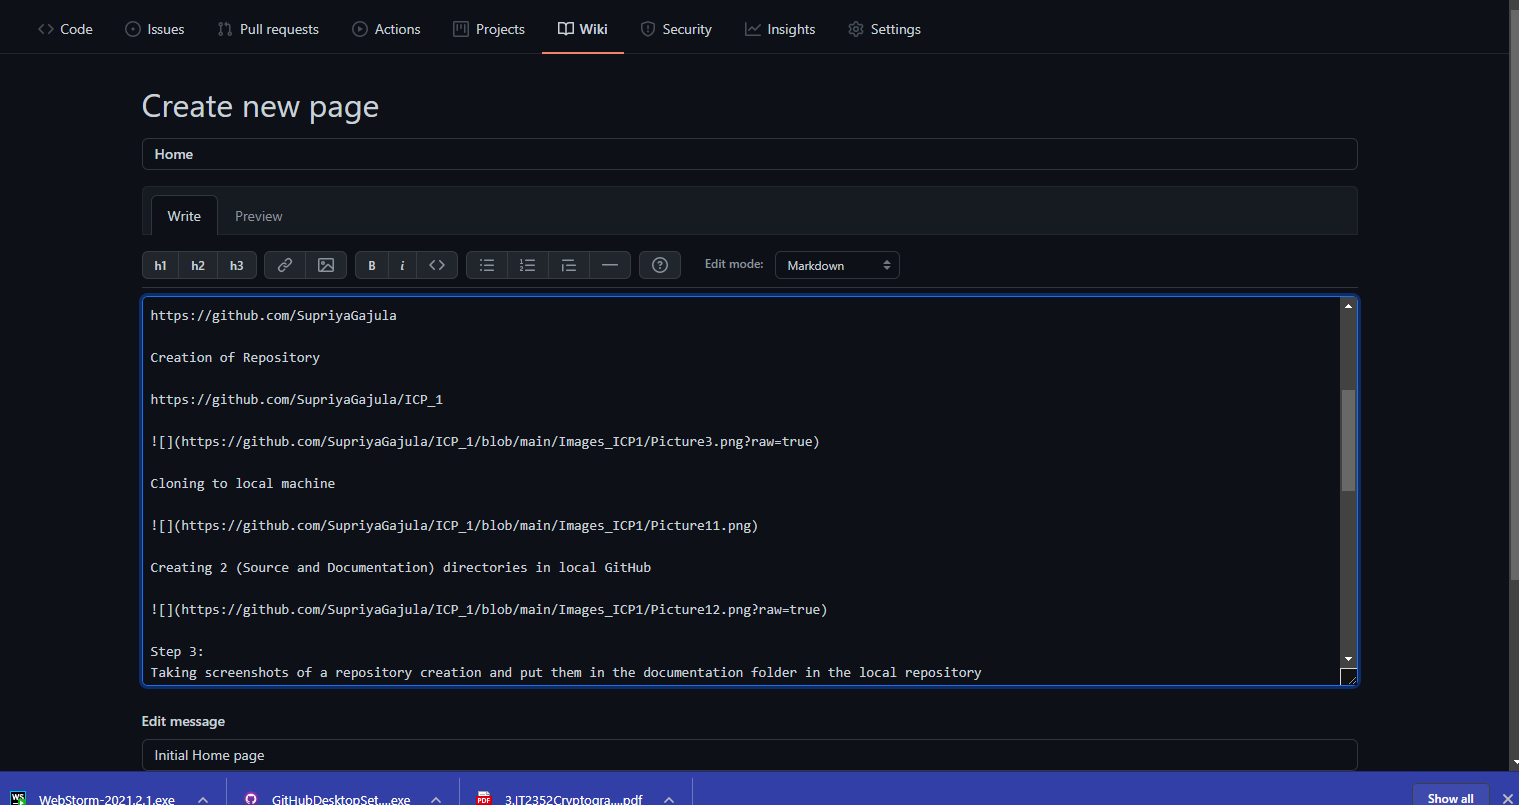 Code Issues Pull requests Actions Projects Wiki Security Insights Settings
Create new page
Home
Write Preview
h1 h2 h3 B i Edit mode: Markdown
https://github.com/SupriyaGajula
Creation of Repository
https://github.com/SupriyaGajula/ICP_1
![](https://github.com/SupriyaGajula/ICP_1/blob/main/Images_ICP1/Picture3.png?raw=true)
Cloning to local machine
![](https://github.com/SupriyaGajula/ICP_1/blob/main/Images_ICP1/Picture11.png)
Creating 2 (Source and Documentation) directories in local GitHub
![](https://github.com/SupriyaGajula/ICP_1/blob/main/Images_ICP1/Picture12.png?raw=true)
Step 3:
Taking screenshots of a repository creation and put them in the documentation folder in the local repository
Edit message
Initial Home page
WS WebStorm-2021.2.1.exe GitHubDesktopSet....exe PDF 3.IT2352Cryptogra....pdf Show all